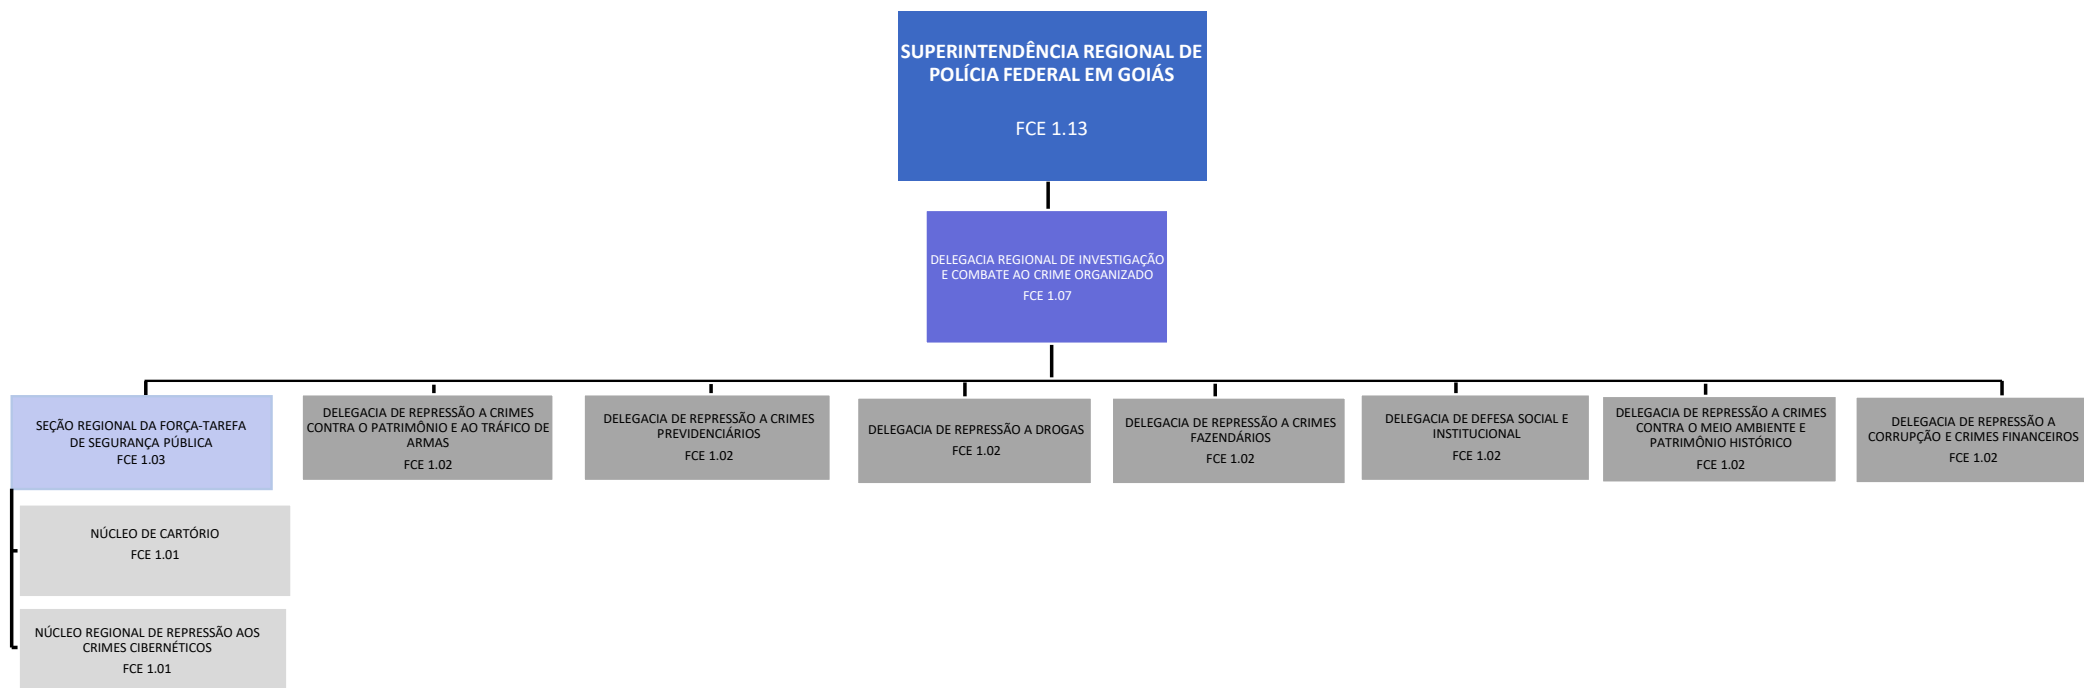 SUPERINTENDÊNCIA REGIONAL DE
POLÍCIA FEDERAL EM GOIÁS
FCE 1.13
DELEGACIA REGIONAL DE INVESTIGAÇÃO
E COMBATE AO CRIME ORGANIZADO
FCE 1.07
SEÇÃO REGIONAL DA FORÇA-TAREFA
DE SEGURANÇA PÚBLICA
FCE 1.03
DELEGACIA DE REPRESSÃO A CRIMES
CONTRA O PATRIMÔNIO E AO TRÁFICO DE
ARMAS
FCE 1.02
DELEGACIA DE REPRESSÃO A CRIMES
PREVIDENCIÁRIOS
FCE 1.02
DELEGACIA DE REPRESSÃO A DROGAS
FCE 1.02
DELEGACIA DE REPRESSÃO A CRIMES
FAZENDÁRIOS
FCE 1.02
DELEGACIA DE DEFESA SOCIAL E
INSTITUCIONAL
FCE 1.02
DELEGACIA DE REPRESSÃO A CRIMES
CONTRA O MEIO AMBIENTE E
PATRIMÔNIO HISTÓRICO
FCE 1.02
DELEGACIA DE REPRESSÃO A
CORRUPÇÃO E CRIMES FINANCEIROS
FCE 1.02
NÚCLEO DE CARTÓRIO
FCE 1.01
NÚCLEO REGIONAL DE REPRESSÃO AOS
CRIMES CIBERNÉTICOS
FCE 1.01